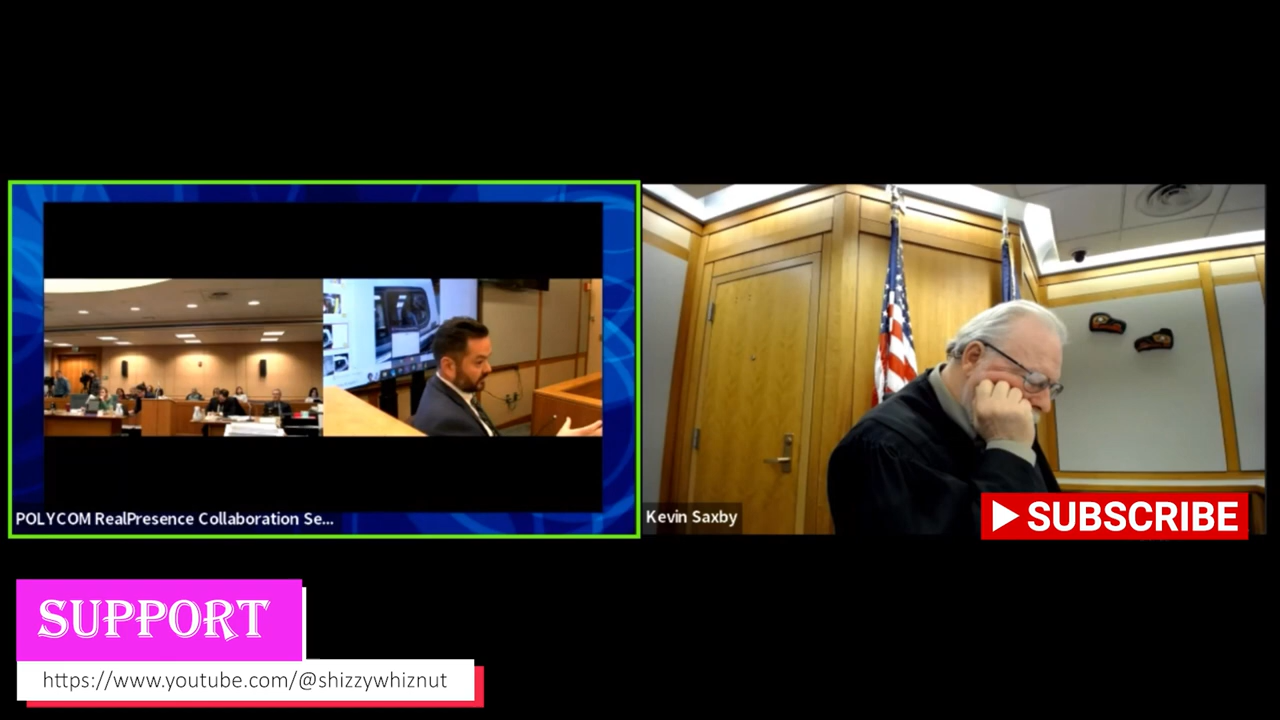 POLYCOM RealPresence Collaboration Se...
Kevin Saxby
SUBSCRIBE
SUPPORT
https://www.youtube.com/@shizzywhiznut